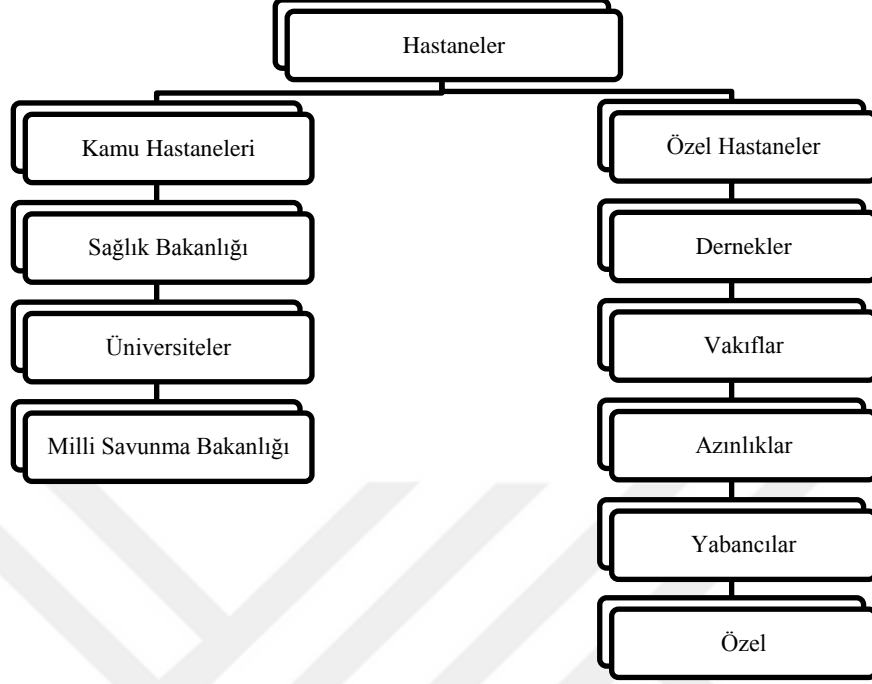 Hastaneler
Kamu Hastaneleri
Sağlık Bakanlığı
Üniversiteler
Milli Savunma Bakanlığı
Özel Hastaneler
Dernekler
Vakıflar
Azınlıklar
Yabancılar
Özel